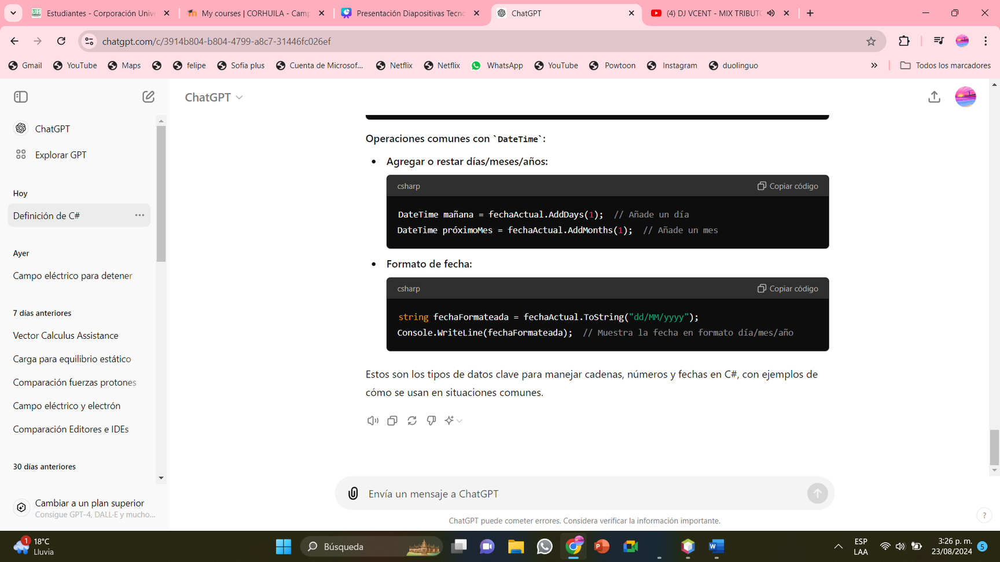 Estudiantes - Corporación Unive
My courses | CORHUILA - Camp
Presentación Diapositivas Tecno
ChatGPT
(4) DJ VCENT - MIX TRIBUTO
chatgpt.com/c/3914b804-b804-4799-a8c7-31446fc026ef
Gmail
YouTube
Maps
felipe
Sofia plus
Cuenta de Microsof...
Netflix
Netflix
WhatsApp
YouTube
Powtoon
Instagram
duolinguo
Todos los marcadores
ChatGPT
Explorar GPT
Hoy
Definición de C#
Ayer
Campo eléctrico para detener
7 días anteriores
Vector Calculus Assistance
Carga para equilibrio estático
Comparación fuerzas protones
Campo eléctrico y electrón
Comparación Editores e IDEs
30 días anteriores
Cambiar a un plan superior
Consigue GPT-4, DALL·E y mucho...
ChatGPT
Operaciones comunes con `DateTime`:
• Agregar o restar días/meses/años:
csharp
Copiar código
DateTime mañana = fechaActual.AddDays(1); // Añade un día
DateTime próximoMes = fechaActual.AddMonths(1); // Añade un mes
• Formato de fecha:
csharp
Copiar código
string fechaFormateada = fechaActual.ToString("dd/MM/yyyy");
Console.WriteLine(fechaFormateada); // Muestra la fecha en formato día/mes/año
Estos son los tipos de datos clave para manejar cadenas, números y fechas en C#, con ejemplos de
cómo se usan en situaciones comunes.
Envía un mensaje a ChatGPT
ChatGPT puede cometer errores. Considera verificar la información importante.
?
1
18°C
Lluvia
Búsqueda
ESP
LAA
3:26 p. m.
23/08/2024
5